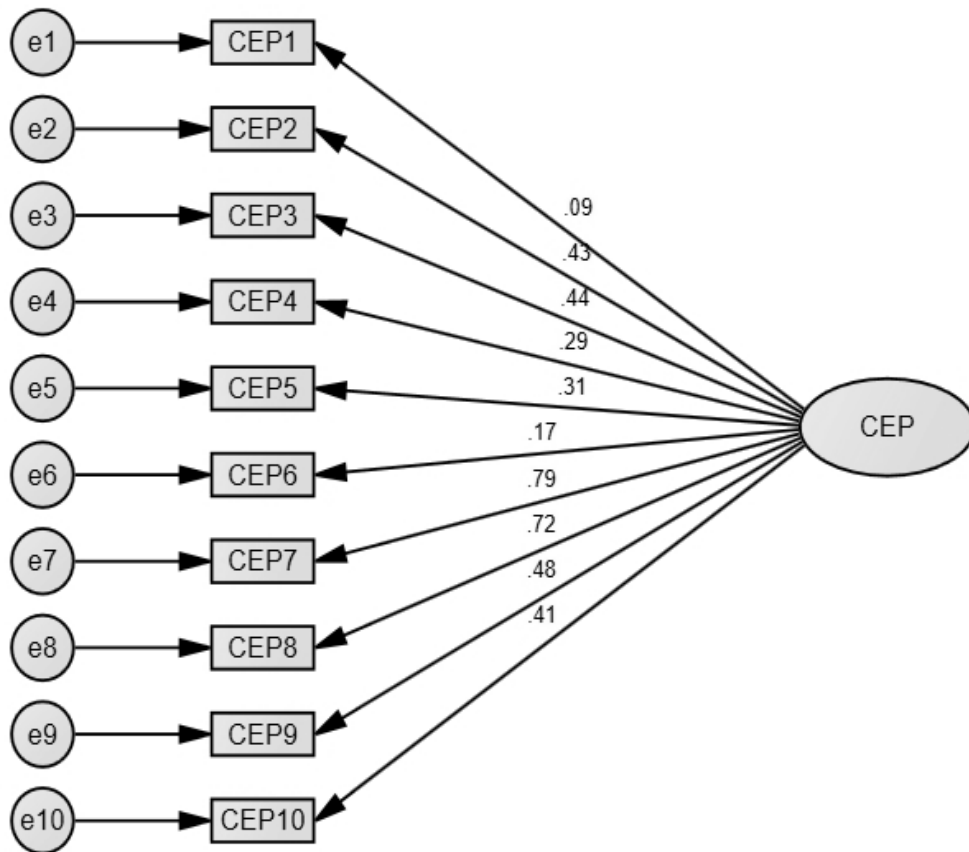 e1 CEP1
e2 CEP2
.09
e3 CEP3
.43
.44
e4 CEP4
.29
e5 CEP5
.31
CEP
.17
e6 CEP6
.79
.72
e7 CEP7
.48
.41
e8 CEP8
e9 CEP9
e10 CEP10